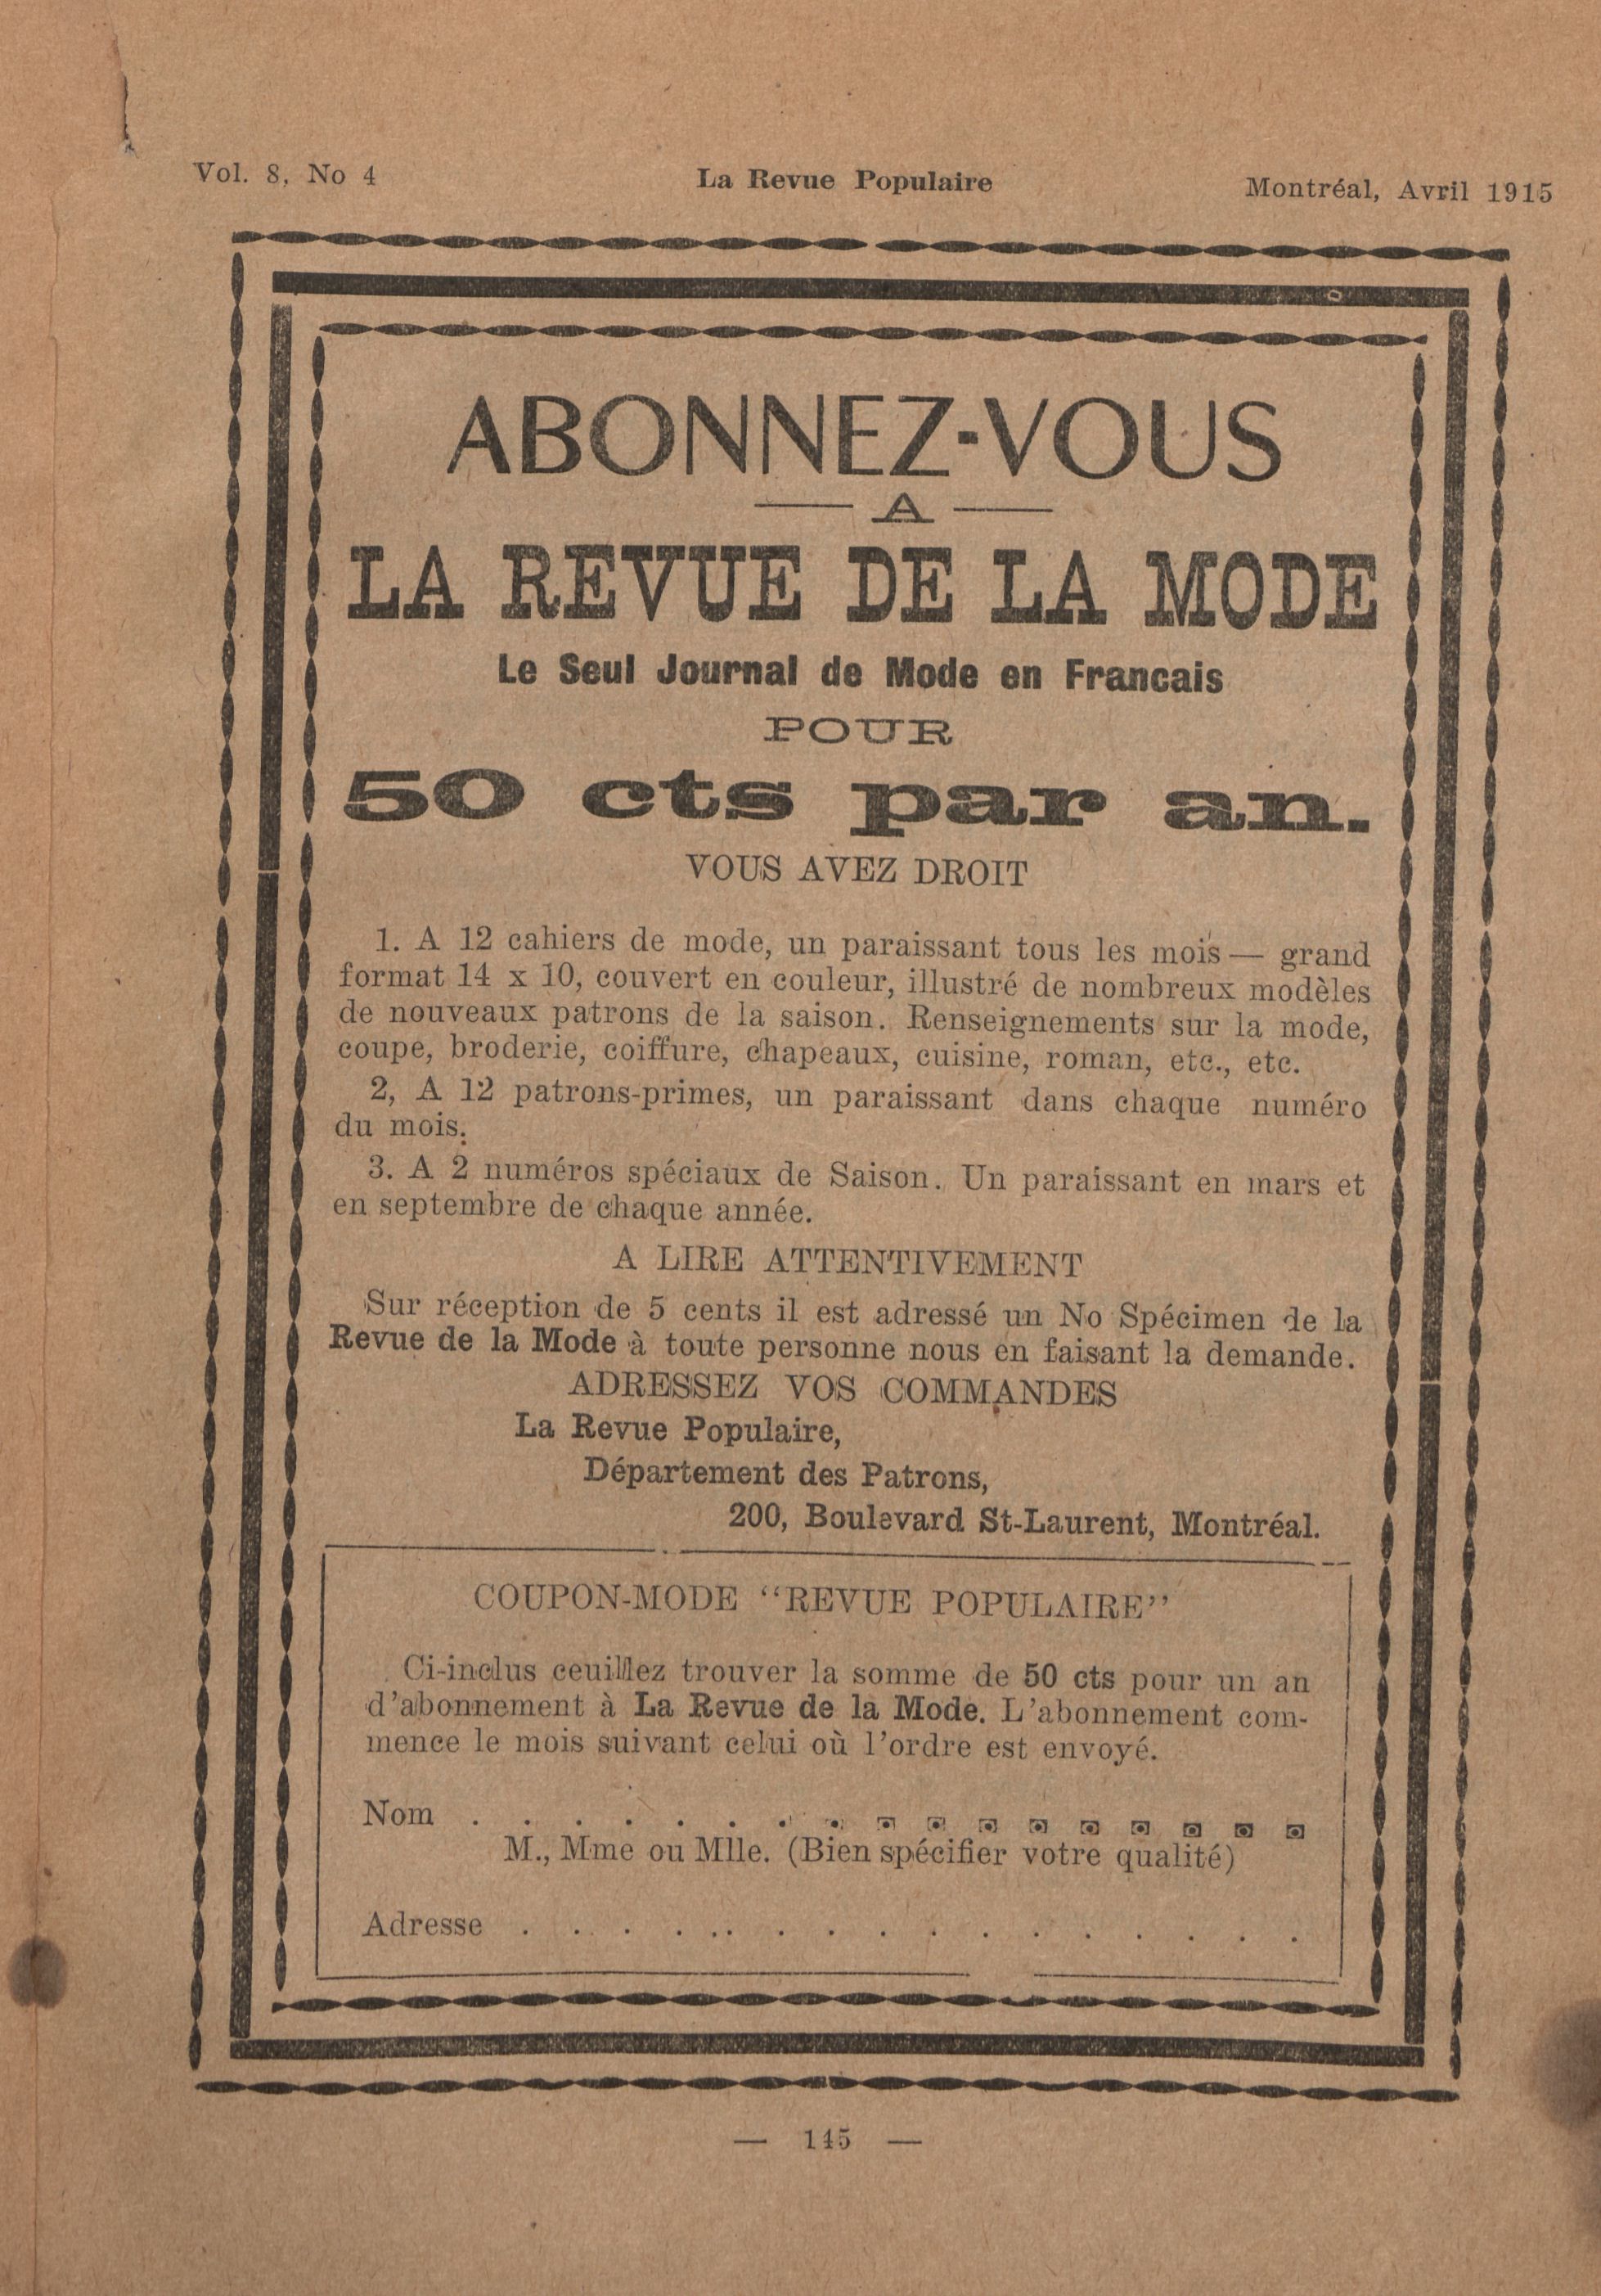 Vol. 8, No 4 La Revue Populaire Montréal, Avril 1915
ABONNEZ-VOUS
— A —
LA REVUE DE LA MODE
Le Seul Journal de Mode en Francais
POUR
50 cts par an.
VOUS AVEZ DROIT
1. A 12 cahiers de mode, un paraissant tous les mois — grand
format 14 x 10, couvert en couleur, illustré de nombreux modèles
de nouveaux patrons de la saison. Renseignements sur la mode,
coupe, broderie, coiffure, chapeaux, cuisine, roman, etc., etc.
2, A 12 patrons-primes, un paraissant dans chaque numéro
du mois.
3. A 2 numéros spéciaux de Saison. Un paraissant en mars et
en septembre de chaque année.
A LIRE ATTENTIVEMENT
Sur réception de 5 cents il est adressé un No Spécimen de la
Revue de la Mode à toute personne nous en faisant la demande.
ADRESSEZ VOS COMMANDES
La Revue Populaire,
Département des Patrons,
200, Boulevard St-Laurent, Montréal.
COUPON-MODE "REVUE POPULAIRE"
Ci-inclus ceuillez trouver la somme de 50 cts pour un an
d'abonnement à La Revue de la Mode. L'abonnement com-
mence le mois suivant celui où l'ordre est envoyé.
Nom . . . . . . . . . . . . . . . . .
M., Mme ou Mlle. (Bien spécifier votre qualité)
Adresse . . . . . . . . . . . . . . . . .
— 145 —